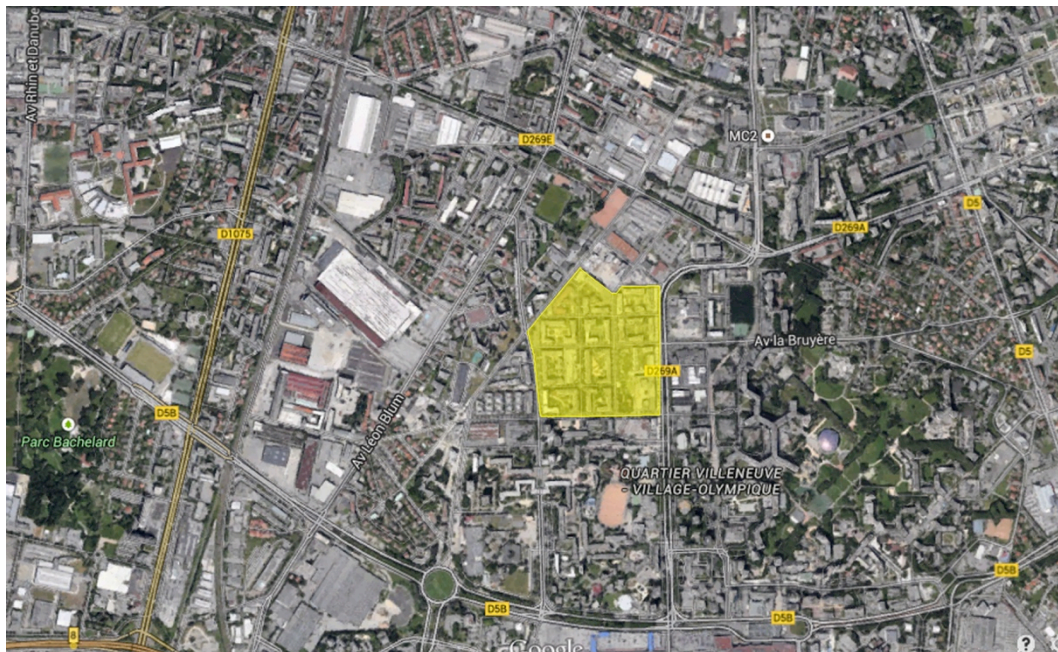 Av Rhin et Danube
D269E
MC2
D5
D1075
D269A
Av la Bruyère
D5
D269A
D5B
Parc Bachelard
Av Léon Blum
QUARTIER VILLENEUVE
- VILLAGE-OLYMPIQUE
D5B
D5B
D5B
8
Google
?